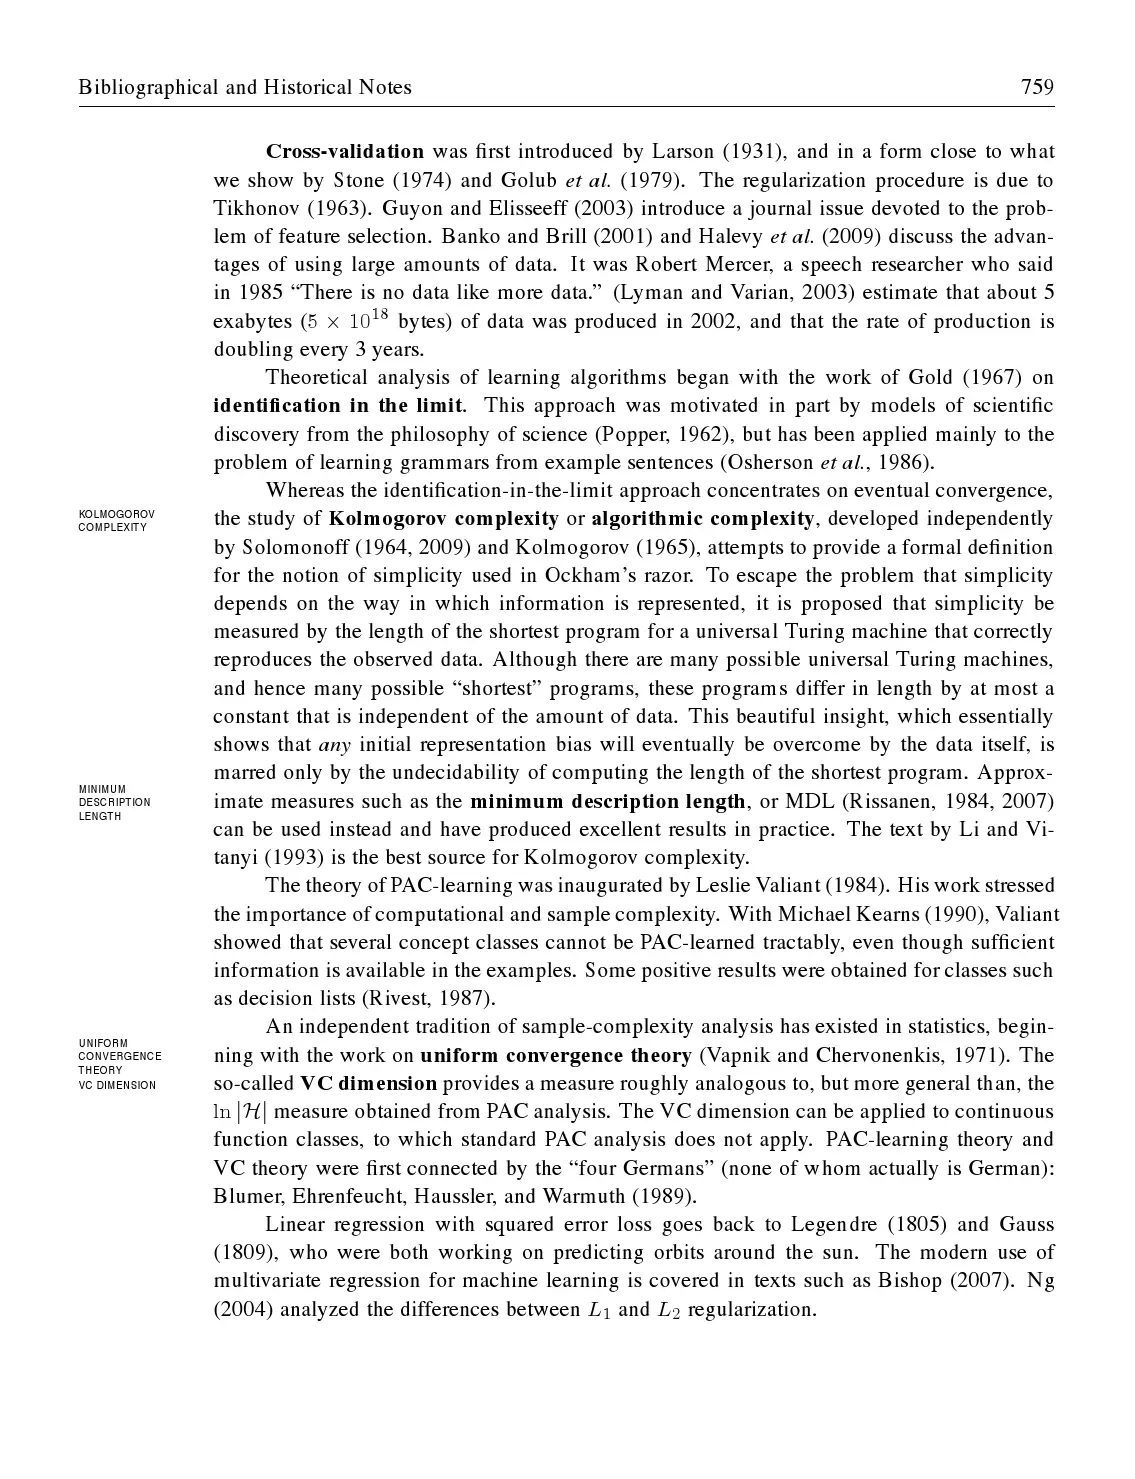 Bibliographical and Historical Notes 759
Cross-validation was first introduced by Larson (1931), and in a form close to what
we show by Stone (1974) and Golub et al. (1979). The regularization procedure is due to
Tikhonov (1963). Guyon and Elisseeff (2003) introduce a journal issue devoted to the prob-
lem of feature selection. Banko and Brill (2001) and Halevy et al. (2009) discuss the advan-
tages of using large amounts of data. It was Robert Mercer, a speech researcher who said
in 1985 “There is no data like more data.” (Lyman and Varian, 2003) estimate that about 5
exabytes (5 × 10^18 bytes) of data was produced in 2002, and that the rate of production is
doubling every 3 years.
Theoretical analysis of learning algorithms began with the work of Gold (1967) on
identification in the limit. This approach was motivated in part by models of scientific
discovery from the philosophy of science (Popper, 1962), but has been applied mainly to the
problem of learning grammars from example sentences (Osherson et al., 1986).
Whereas the identification-in-the-limit approach concentrates on eventual convergence,
KOLMOGOROV
COMPLEXITY
the study of Kolmogorov complexity or algorithmic complexity, developed independently
by Solomonoff (1964, 2009) and Kolmogorov (1965), attempts to provide a formal definition
for the notion of simplicity used in Ockham’s razor. To escape the problem that simplicity
depends on the way in which information is represented, it is proposed that simplicity be
measured by the length of the shortest program for a universal Turing machine that correctly
reproduces the observed data. Although there are many possible universal Turing machines,
and hence many possible “shortest” programs, these programs differ in length by at most a
constant that is independent of the amount of data. This beautiful insight, which essentially
shows that any initial representation bias will eventually be overcome by the data itself, is
marred only by the undecidability of computing the length of the shortest program. Approx-
MINIMUM
DESCRIPTION
LENGTH
imate measures such as the minimum description length, or MDL (Rissanen, 1984, 2007)
can be used instead and have produced excellent results in practice. The text by Li and Vi-
tanyi (1993) is the best source for Kolmogorov complexity.
The theory of PAC-learning was inaugurated by Leslie Valiant (1984). His work stressed
the importance of computational and sample complexity. With Michael Kearns (1990), Valiant
showed that several concept classes cannot be PAC-learned tractably, even though sufficient
information is available in the examples. Some positive results were obtained for classes such
as decision lists (Rivest, 1987).
An independent tradition of sample-complexity analysis has existed in statistics, begin-
UNIFORM
CONVERGENCE
THEORY
ning with the work on uniform convergence theory (Vapnik and Chervonenkis, 1971). The
VC DIMENSION
so-called VC dimension provides a measure roughly analogous to, but more general than, the
ln |ℋ| measure obtained from PAC analysis. The VC dimension can be applied to continuous
function classes, to which standard PAC analysis does not apply. PAC-learning theory and
VC theory were first connected by the “four Germans” (none of whom actually is German):
Blumer, Ehrenfeucht, Haussler, and Warmuth (1989).
Linear regression with squared error loss goes back to Legendre (1805) and Gauss
(1809), who were both working on predicting orbits around the sun. The modern use of
multivariate regression for machine learning is covered in texts such as Bishop (2007). Ng
(2004) analyzed the differences between L₁ and L₂ regularization.